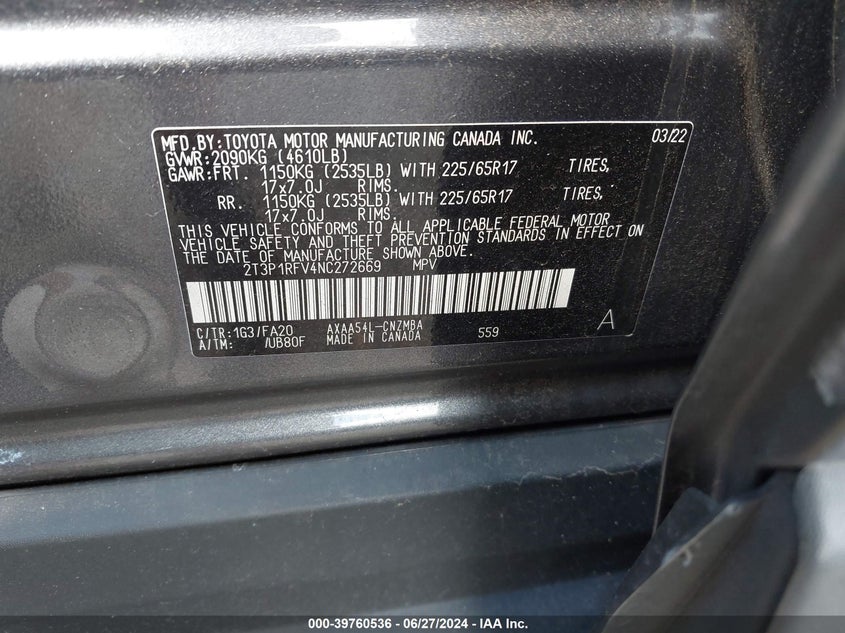 MFD.BY:TOYOTA MOTOR MANUFACTURING CANADA INC. 03/22
GVWR:2090KG (4610LB)
GAWR:FRT. 1150KG (2535LB) WITH 225/65R17 TIRES,
17x7.0J RIMS.
RR. 1150KG (2535LB) WITH 225/65R17 TIRES,
17x7.0J RIMS.
THIS VEHICLE CONFORMS TO ALL APPLICABLE FEDERAL MOTOR
VEHICLE SAFETY AND THEFT PREVENTION STANDARDS IN EFFECT ON
THE DATE OF MANUFACTURE SHOWN ABOVE.
2T3P1RFV4NC272669 MPV
C/TR:1G3/FA20 AXAA54L-CNZMBA 559 A
A/TM: /UB80F MADE IN CANADA
000-39760536 - 06/27/2024 - IAA Inc.